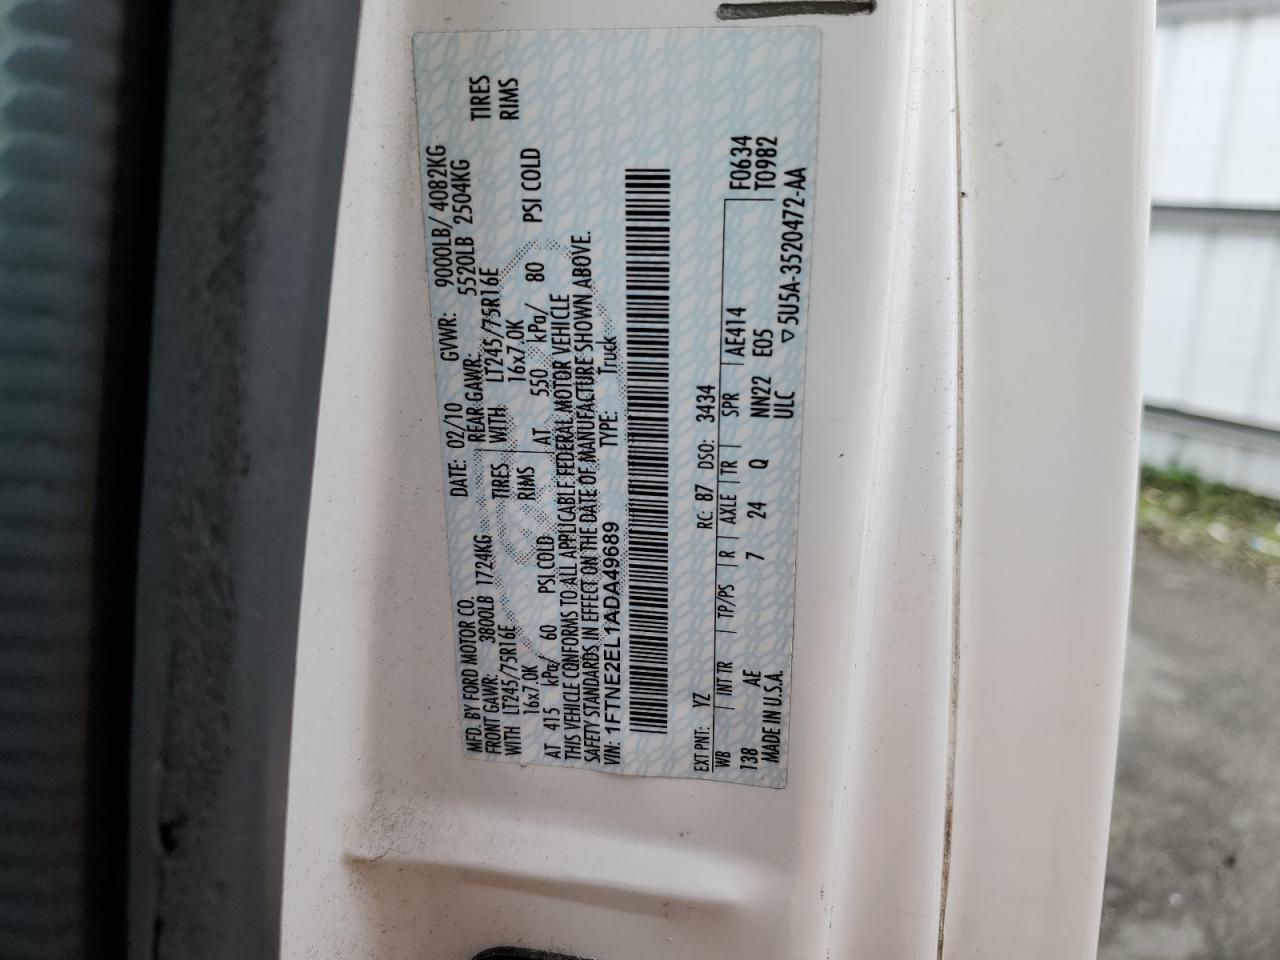 MFD. BY FORD MOTOR CO.
DATE: 02/10 GVWR: 9000LB/ 4082KG
FRONT GAWR: 3800LB 1724KG REAR GAWR: 5520LB 2504KG
WITH LT245/75R16E TIRES WITH LT245/75R16E TIRES
16x7.0K RIMS 16x7.0K RIMS
AT 415 kPa/ 60 PSI COLD AT 550 kPa/ 80 PSI COLD
THIS VEHICLE CONFORMS TO ALL APPLICABLE FEDERAL MOTOR VEHICLE
SAFETY STANDARDS IN EFFECT ON THE DATE OF MANUFACTURE SHOWN ABOVE.
VIN: 1FTNE2EL1ADA49689 TYPE: Truck
F0634
T0982
EXT PNT: YZ RC: 87 DSO: 3434
WB INT TR TP/PS R AXLE TR SPR AE414
138 AE 7 24 Q NN22 E05
MADE IN U.S.A. ULC ▽5U5A-3520472-AA